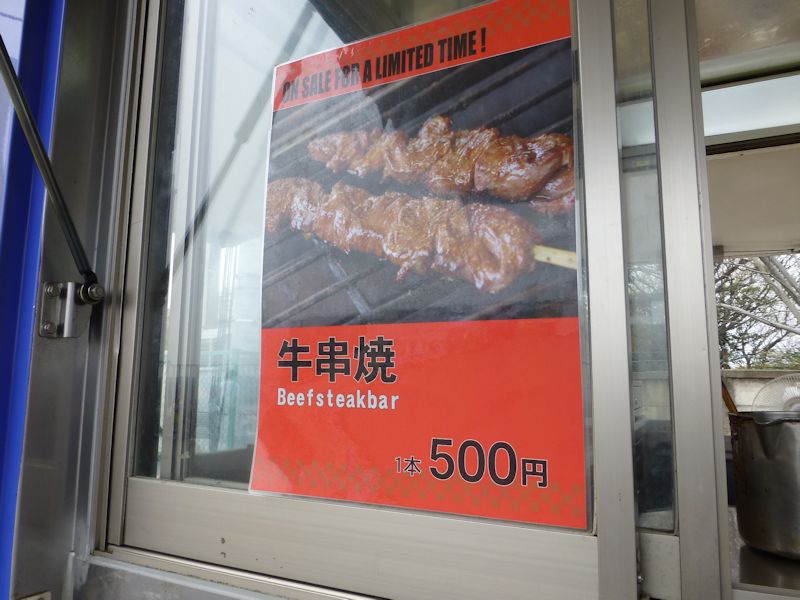 ON SALE FOR A LIMITED TIME!
牛串焼
Beefsteakbar
1本 500円